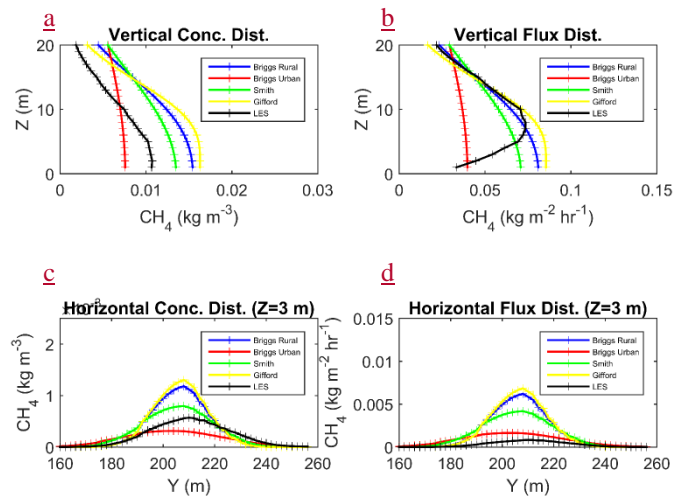 a
Vertical Conc. Dist.
20
10
0
Z (m)
Briggs Rural
Briggs Urban
Smith
Gifford
LES
0 0.01 0.02 0.03
CH4 (kg m-3)
b
Vertical Flux Dist.
20
10
0
Z (m)
Briggs Rural
Briggs Urban
Smith
Gifford
LES
0 0.05 0.1 0.15
CH4 (kg m-2 hr-1)
c
Horizontal Conc. Dist. (Z=3 m)
2
1
0
CH4 (kg m-3)
Briggs Rural
Briggs Urban
Smith
Gifford
LES
160 180 200 220 240 260
Y (m)
d
Horizontal Flux Dist. (Z=3 m)
0.015
0.01
0.005
0
CH4 (kg m-2 hr-1)
Briggs Rural
Briggs Urban
Smith
Gifford
LES
160 180 200 220 240 260
Y (m)